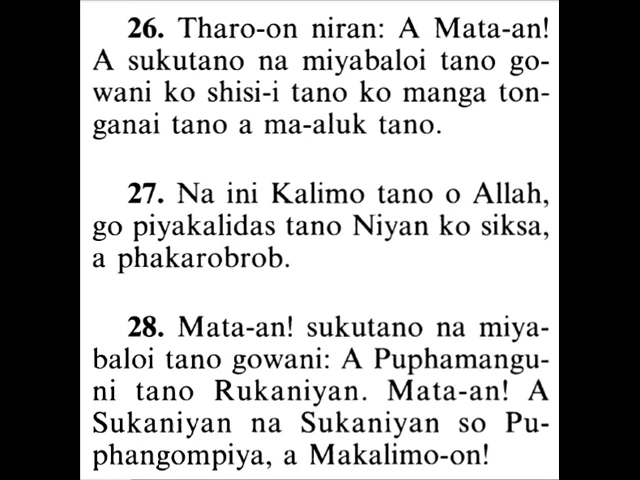 26. Tharo-on niran: A Mata-an!
A sukutano na miyabaloi tano go-
wani ko shisi-i tano ko manga ton-
ganai tano a ma-aluk tano.
27. Na ini Kalimo tano o Allah,
go piyakalidas tano Niyan ko siksa,
a phakarobrob.
28. Mata-an! sukutano na miya-
baloi tano gowani: A Puphamangu-
ni tano Rukaniyan. Mata-an! A
Sukaniyan na Sukaniyan so Pu-
phangompiya, a Makalimo-on!